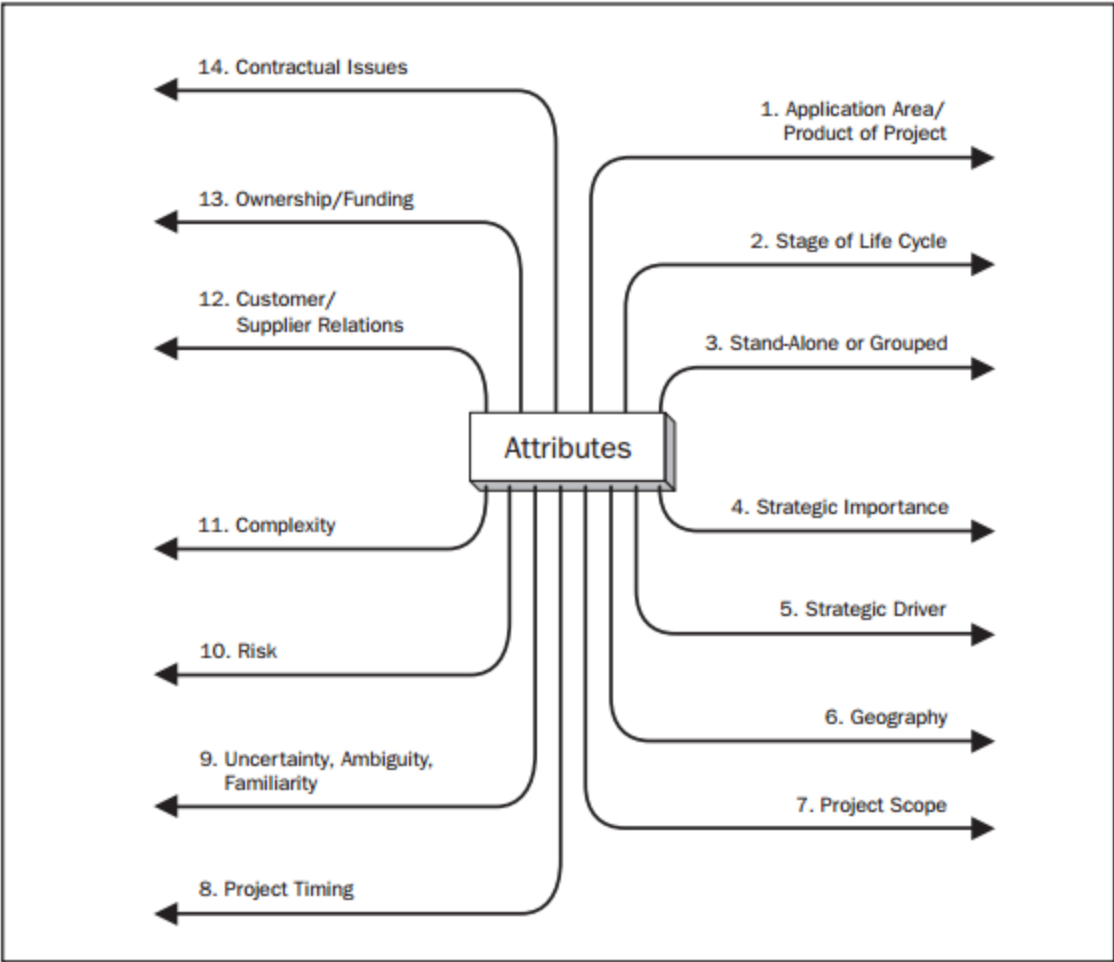 14. Contractual Issues
1. Application Area/
Product of Project
13. Ownership/Funding
2. Stage of Life Cycle
12. Customer/
Supplier Relations
3. Stand-Alone or Grouped
Attributes
4. Strategic Importance
11. Complexity
5. Strategic Driver
10. Risk
6. Geography
9. Uncertainty, Ambiguity,
Familiarity
7. Project Scope
8. Project Timing